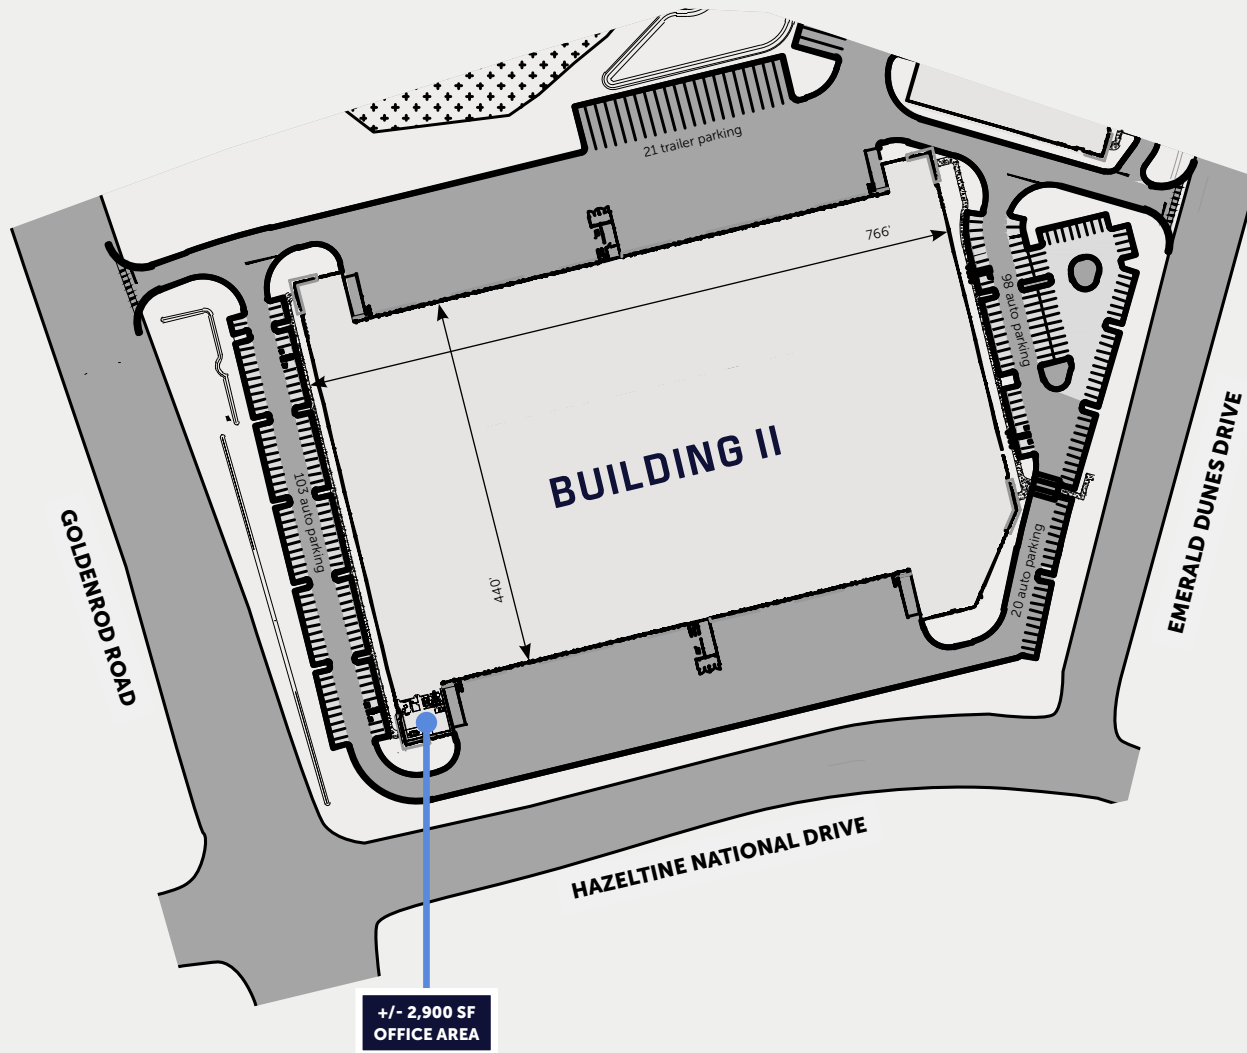 21 trailer parking
766'
98 auto parking
BUILDING II
GOLDENROD ROAD
103 auto parking
EMERALD DUNES DRIVE
440'
20 auto parking
HAZELTINE NATIONAL DRIVE
+/- 2,900 SF
OFFICE AREA